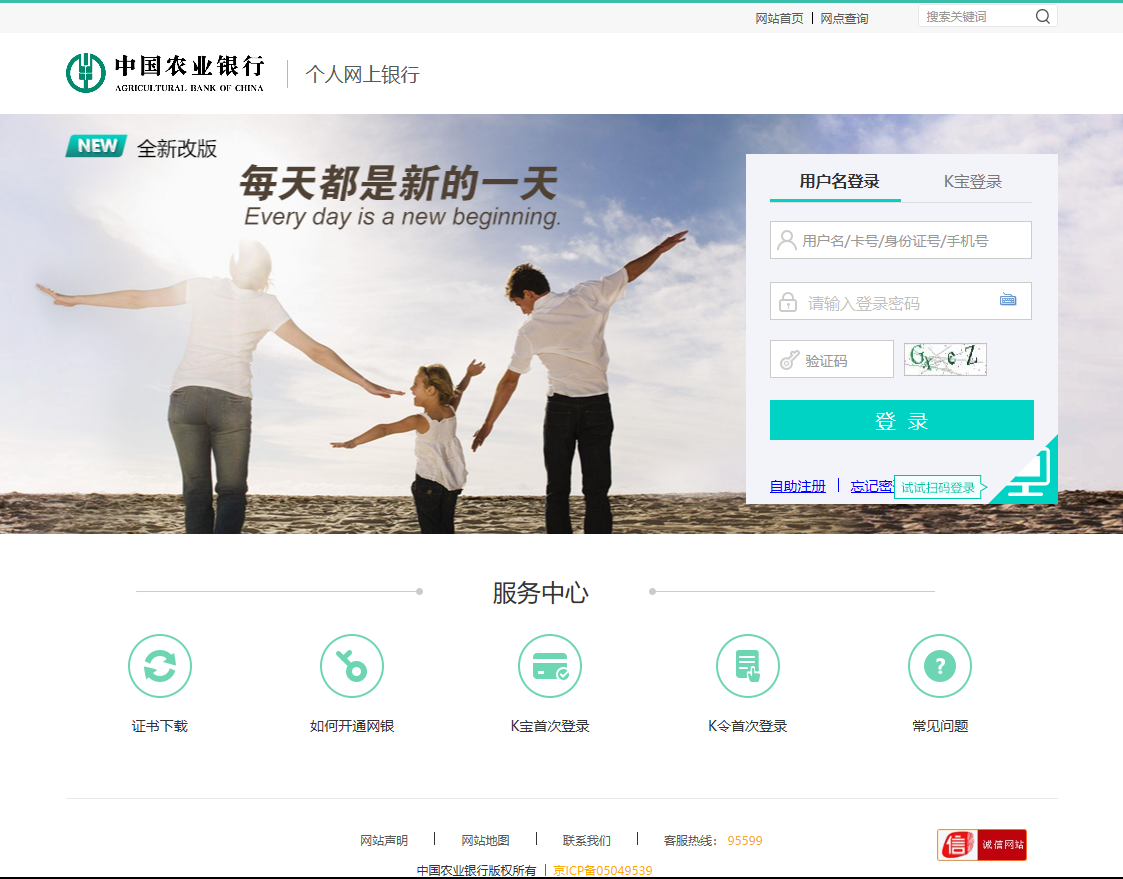 网站首页 | 网点查询 搜索关键词
中国农业银行 个人网上银行
AGRICULTURAL BANK OF CHINA
NEW 全新改版
每天都是新的一天
Every day is a new beginning.
用户名登录 K宝登录
用户名/卡号/身份证号/手机号
请输入登录密码
验证码 GxeZ
登 录
自助注册 | 忘记密 试试扫码登录
服务中心
证书下载 如何开通网银 K宝首次登录 K令首次登录 常见问题
网站声明 | 网站地图 | 联系我们 | 客服热线： 95599
信 诚信网站
中国农业银行版权所有 | 京ICP备05049539